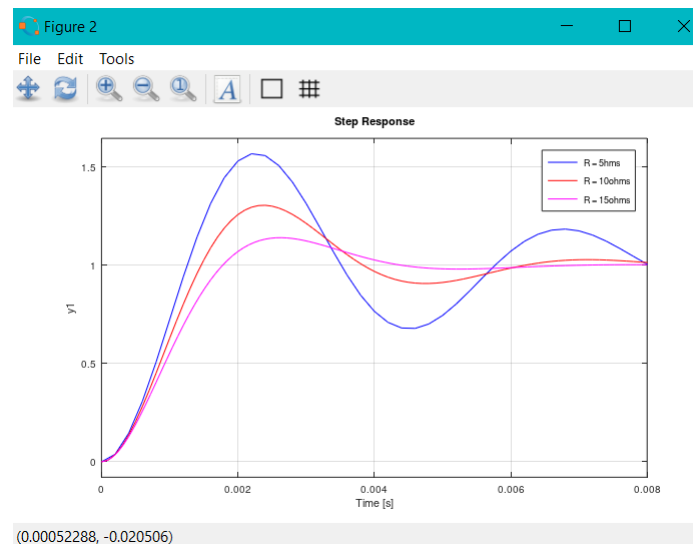 Figure 2
File Edit Tools
A
Step Response
R = 5hms
R = 10ohms
R = 15ohms
1.5
1
0.5
0
y1
0 0.002 0.004 0.006 0.008
Time [s]
(0.00052288, -0.020506)